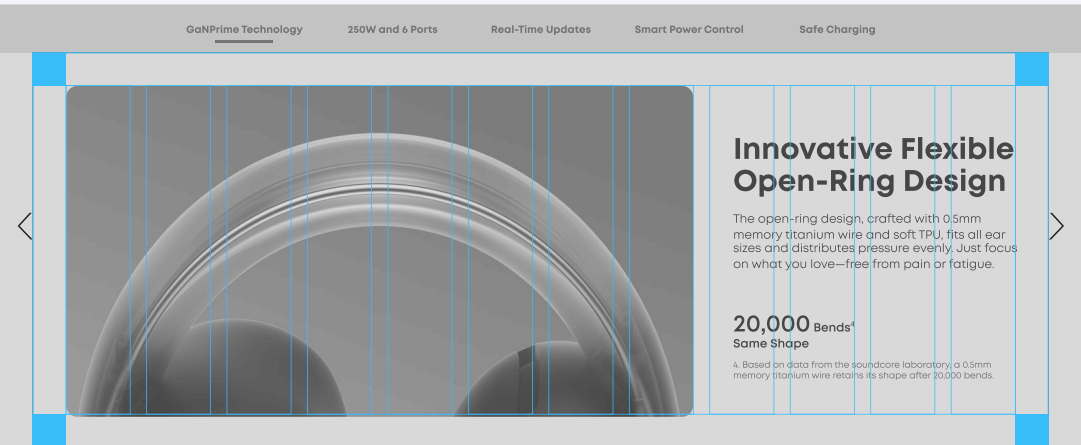 GaNPrime Technology
250W and 6 Ports
Real-Time Updates
Smart Power Control
Safe Charging
Innovative Flexible
Open-Ring Design
The open-ring design, crafted with 0.5mm
memory titanium wire and soft TPU, fits all ear
sizes and distributes pressure evenly. Just focus
on what you love—free from pain or fatigue.
20,000 Bends⁴
Same Shape
4. Based on data from the soundcore laboratory, a 0.5mm
memory titanium wire retains its shape after 20,000 bends.